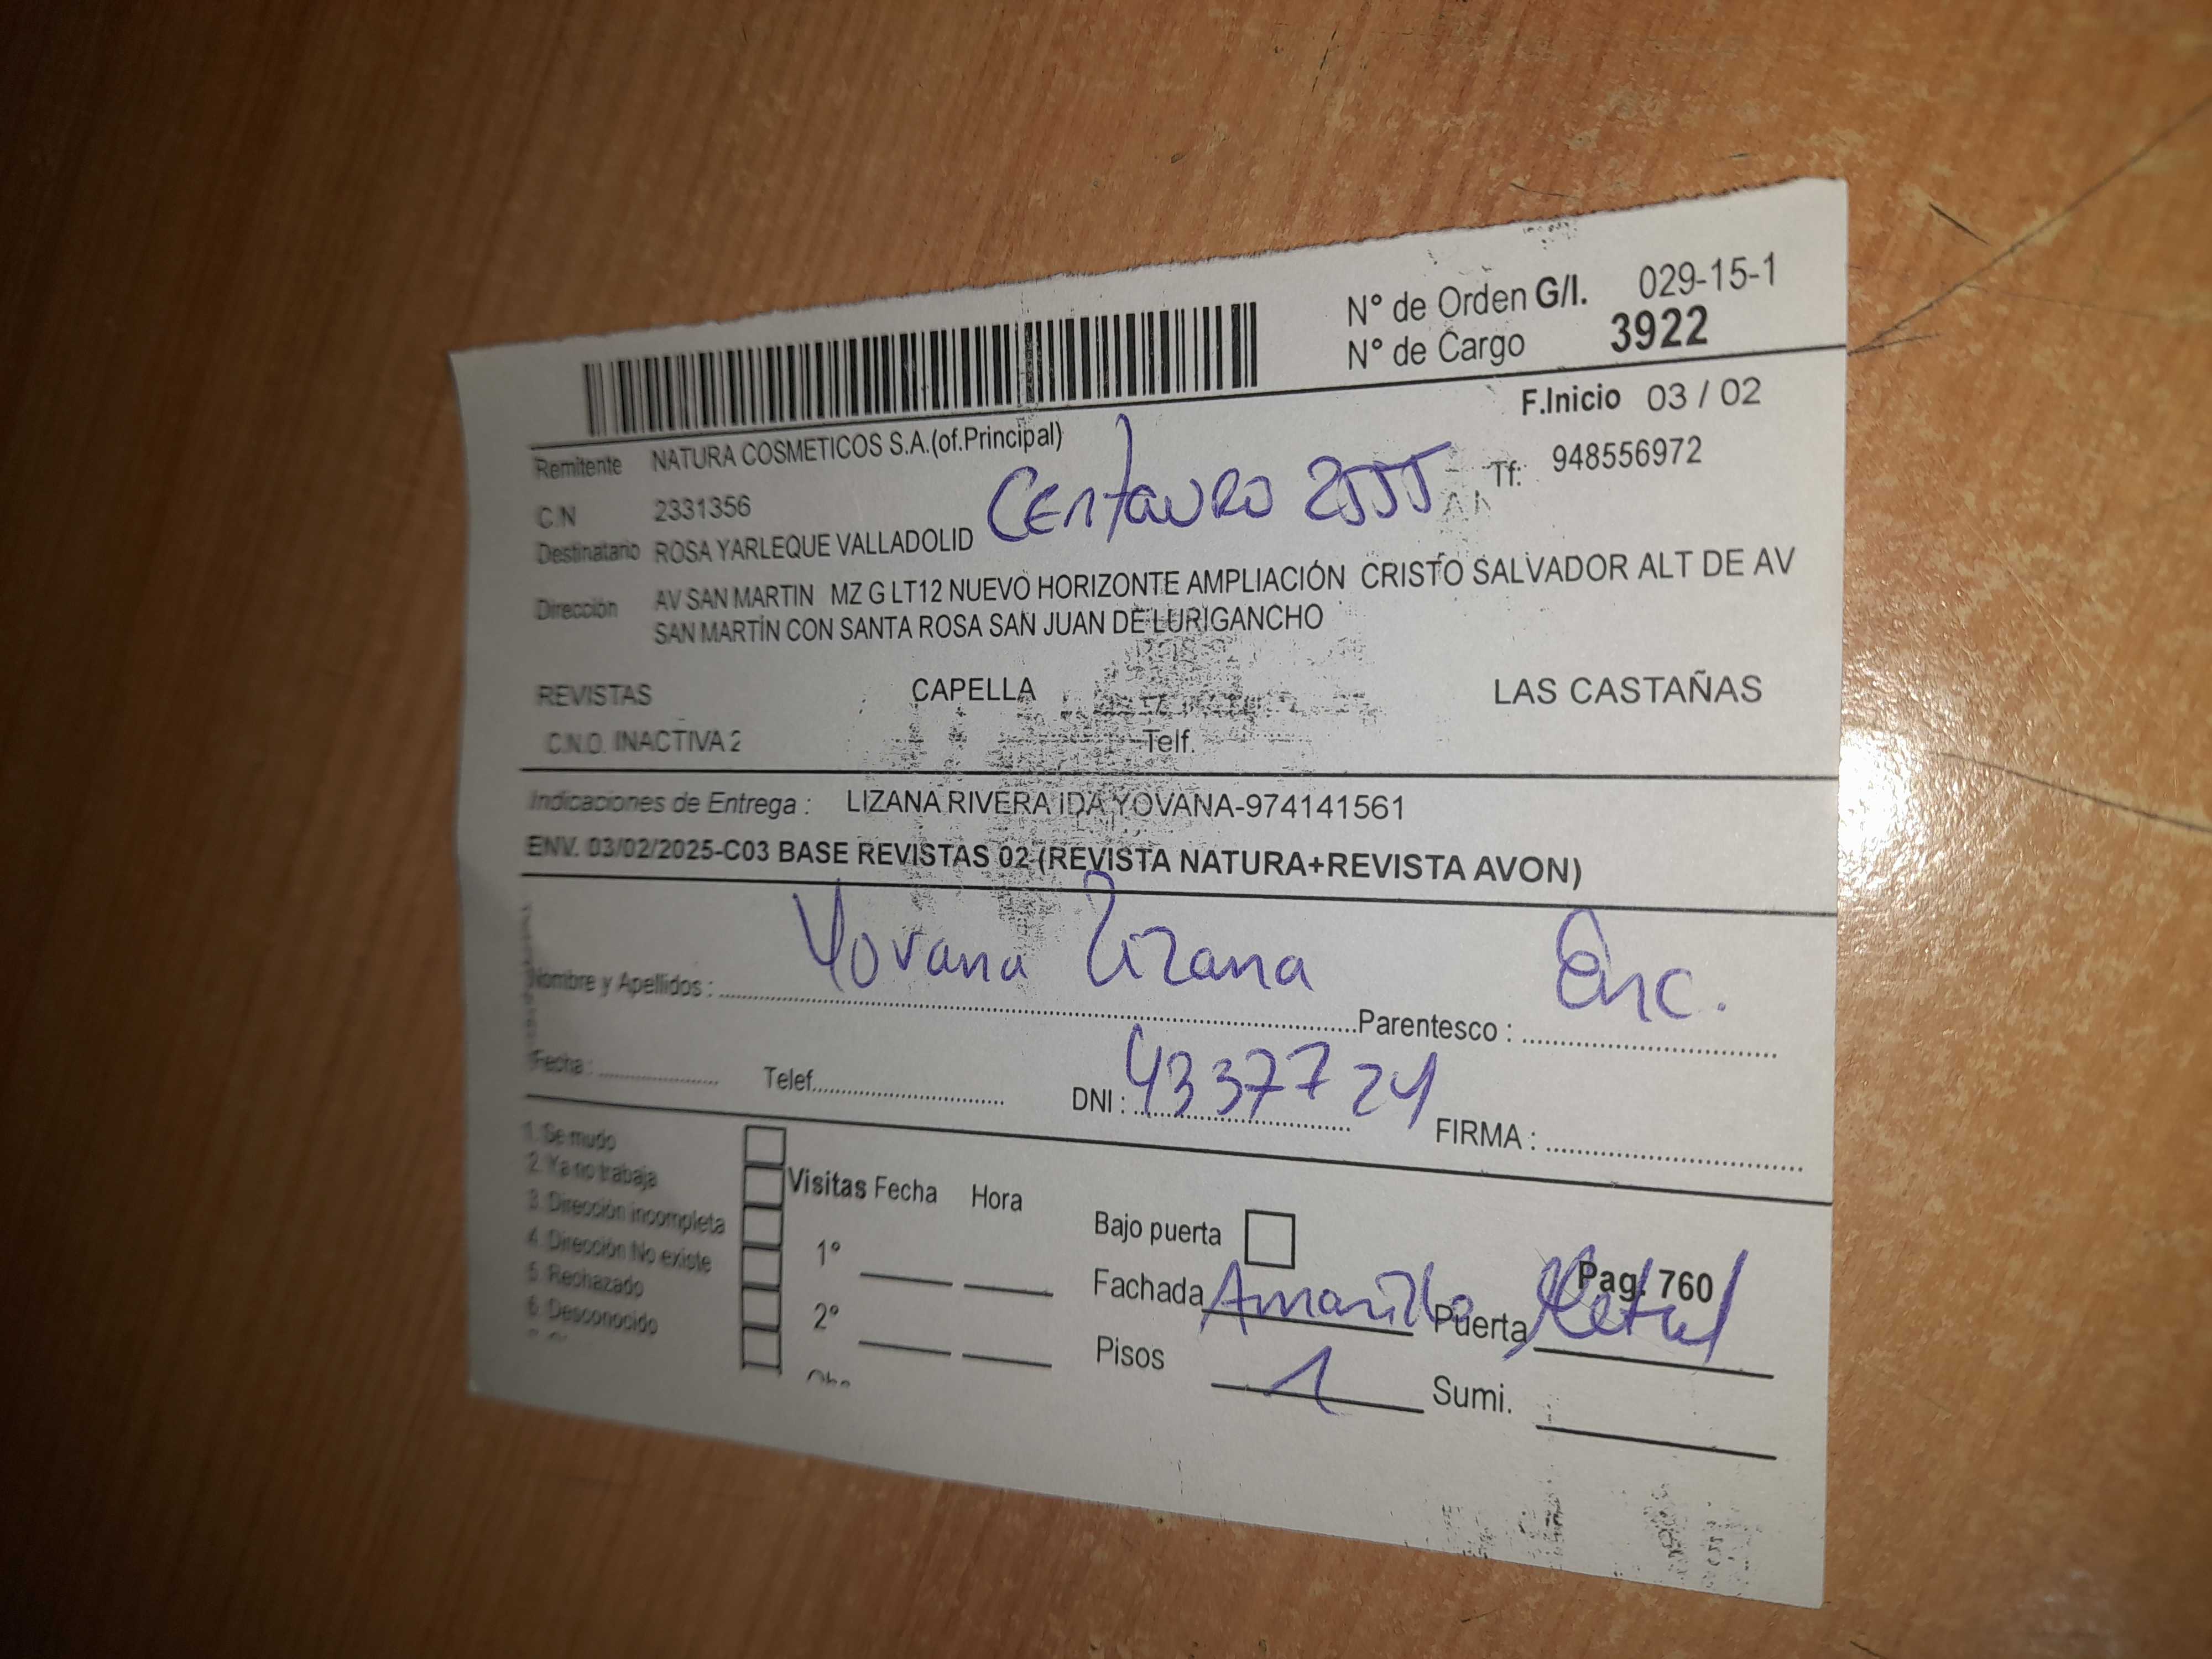 N° de Orden G/I. 029-15-1
N° de Cargo 3922
F.Inicio 03 / 02
Remitente NATURA COSMETICOS S.A.(of.Principal)
Tf: 948556972
C.N 2331356
Centauro 2555
Destinatario ROSA YARLEQUE VALLADOLID
Dirección AV SAN MARTIN MZ G LT12 NUEVO HORIZONTE AMPLIACIÓN CRISTO SALVADOR ALT DE AV
SAN MARTÍN CON SANTA ROSA SAN JUAN DE LURIGANCHO
REVISTAS CAPELLA LAS CASTAÑAS
C.N.O. INACTIVA 2 Telf.
Indicaciones de Entrega : LIZANA RIVERA IDA YOVANA-974141561
ENV. 03/02/2025-C03 BASE REVISTAS 02-(REVISTA NATURA+REVISTA AVON)
Nombre y Apellidos : Yovana Lizana Parentesco : Enc.
Fecha : Telef. DNI : 4337724 FIRMA :
1. Se mudo
2. Ya no trabaja
3. Dirección incompleta
4. Dirección No existe
5. Rechazado
6. Desconocido
Visitas Fecha Hora
1°
2°
Bajo puerta
Pag. 760
Fachada Amarillo Puerta Metal
Pisos 1 Sumi.